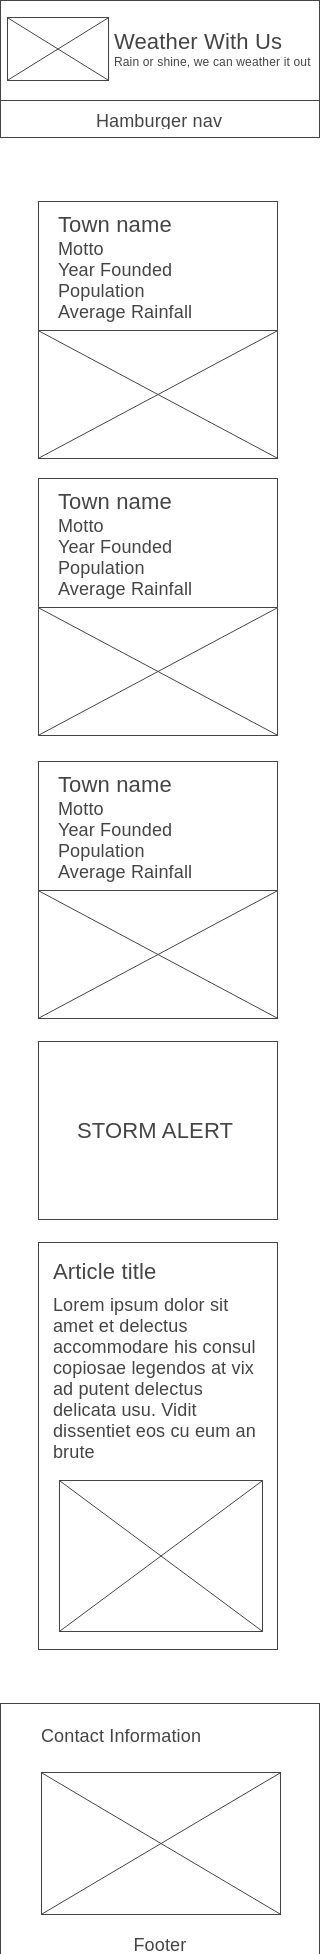 Weather With Us
Rain or shine, we can weather it out
Hamburger nav
Town name
Motto
Year Founded
Population
Average Rainfall
Town name
Motto
Year Founded
Population
Average Rainfall
Town name
Motto
Year Founded
Population
Average Rainfall
STORM ALERT
Article title
Lorem ipsum dolor sit
amet et delectus
accommodare his consul
copiosae legendos at vix
ad putent delectus
delicata usu. Vidit
dissentiet eos cu eum an
brute
Contact Information
Footer